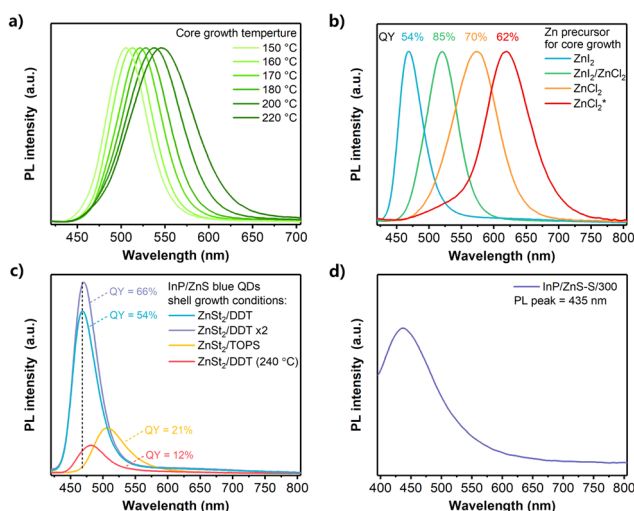 a)
Core growth temperture
150 °C
160 °C
170 °C
180 °C
200 °C
220 °C
PL intensity (a.u.)
450 500 550 600 650 700
Wavelength (nm)
b)
QY 54% 85% 70% 62%
Zn precursor
for core growth
ZnI₂
ZnI₂/ZnCl₂
ZnCl₂
ZnCl₂*
PL intensity (a.u.)
450 500 550 600 650 700 750 800
Wavelength (nm)
c)
QY = 66%
QY = 54%
InP/ZnS blue QDs
shell growth conditions:
ZnSt₂/DDT
ZnSt₂/DDT x2
ZnSt₂/TOPS
ZnSt₂/DDT (240 °C)
QY = 21%
QY = 12%
PL intensity (a.u.)
450 500 550 600 650 700 750 800
Wavelength (nm)
d)
InP/ZnS-S/300
PL peak = 435 nm
PL intensity (a.u.)
400 450 500 550 600 650 700 750 800
Wavelength (nm)